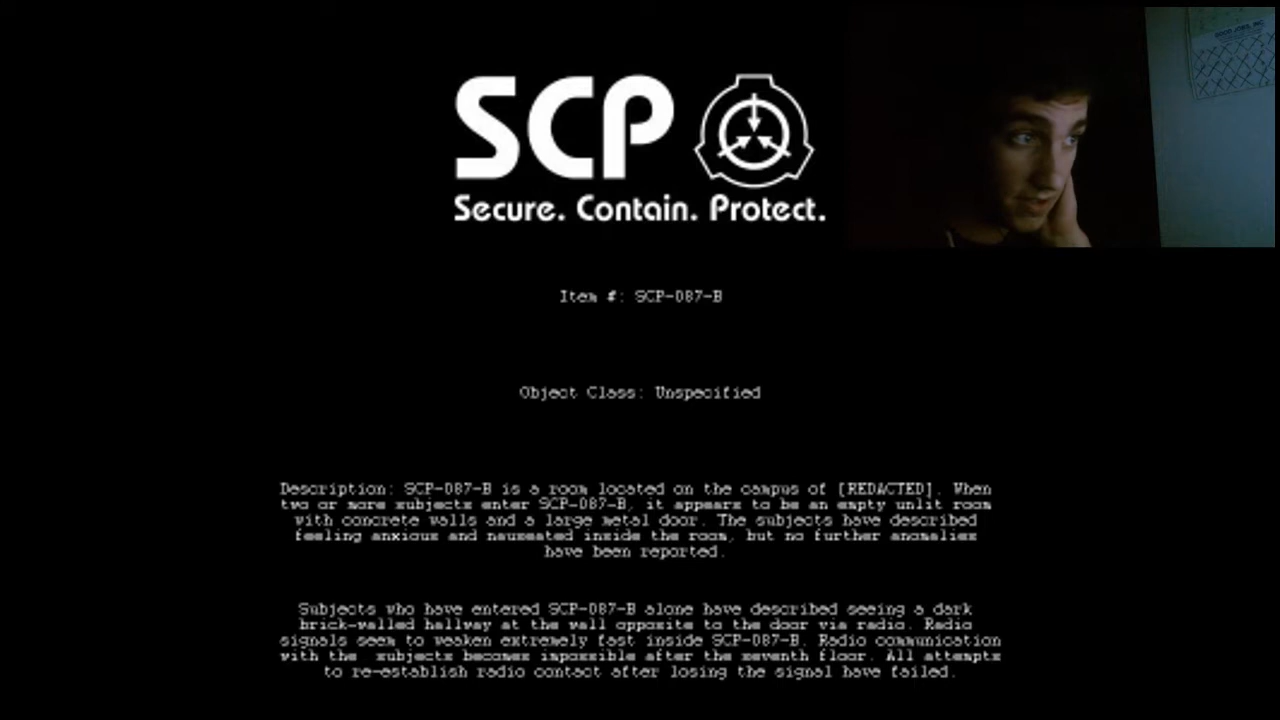 SCP
Secure. Contain. Protect.
Item #: SCP-087-B
Object Class: Unspecified
Description: SCP-087-B is a room located on the campus of [REDACTED]. When
two or more subjects enter SCP-087-B, it appears to be an empty unlit room
with concrete walls and a large metal door. The subjects have described
feeling anxious and nauseated inside the room, but no further anomalies
have been reported.
Subjects who have entered SCP-087-B alone have described seeing a dark
brick-walled hallway at the wall opposite to the door via radio. Radio
signals seem to weaken extremely fast inside SCP-087-B. Radio communication
with the subjects becomes impossible after the seventh floor. All attempts
to re-establish radio contact after losing the signal have failed.